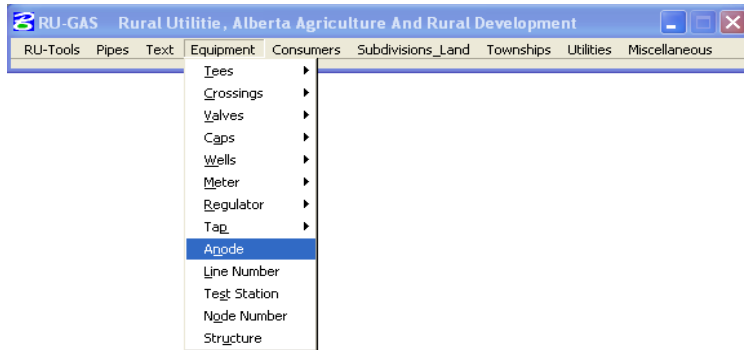 RU-GAS Rural Utilitie, Alberta Agriculture And Rural Development
RU-Tools Pipes Text Equipment Consumers Subdivisions_Land Townships Utilities Miscellaneous
Tees
Crossings
Valves
Caps
Wells
Meter
Regulator
Tap
Anode
Line Number
Test Station
Node Number
Structure